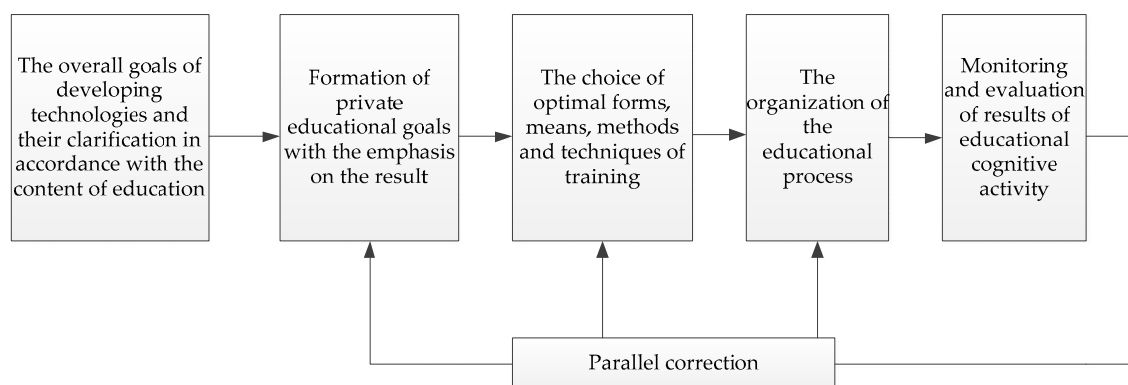 The overall goals of
developing
technologies and
their clarification in
accordance with the
content of education
Formation of
private
educational goals
with the emphasis
on the result
The choice of
optimal forms,
means, methods
and techniques of
training
The
organization of
the
educational
process
Monitoring
and evaluation
of results of
educational
cognitive
activity
Parallel correction